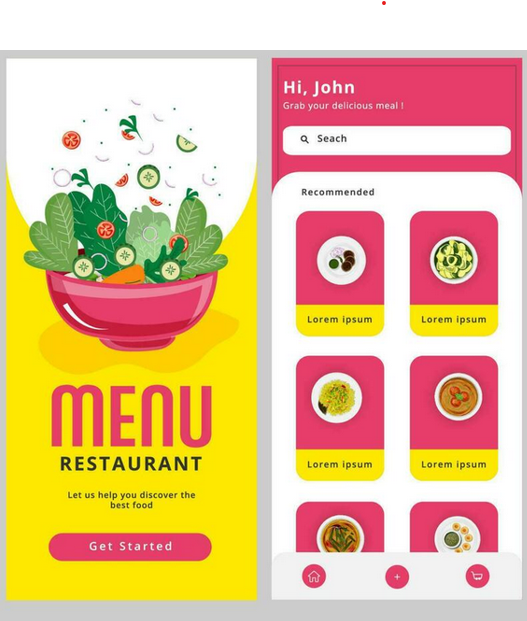 MENU
RESTAURANT
Let us help you discover the
best food
Get Started
Hi, John
Grab your delicious meal !
Seach
Recommended
Lorem ipsum
Lorem ipsum
Lorem ipsum
Lorem ipsum